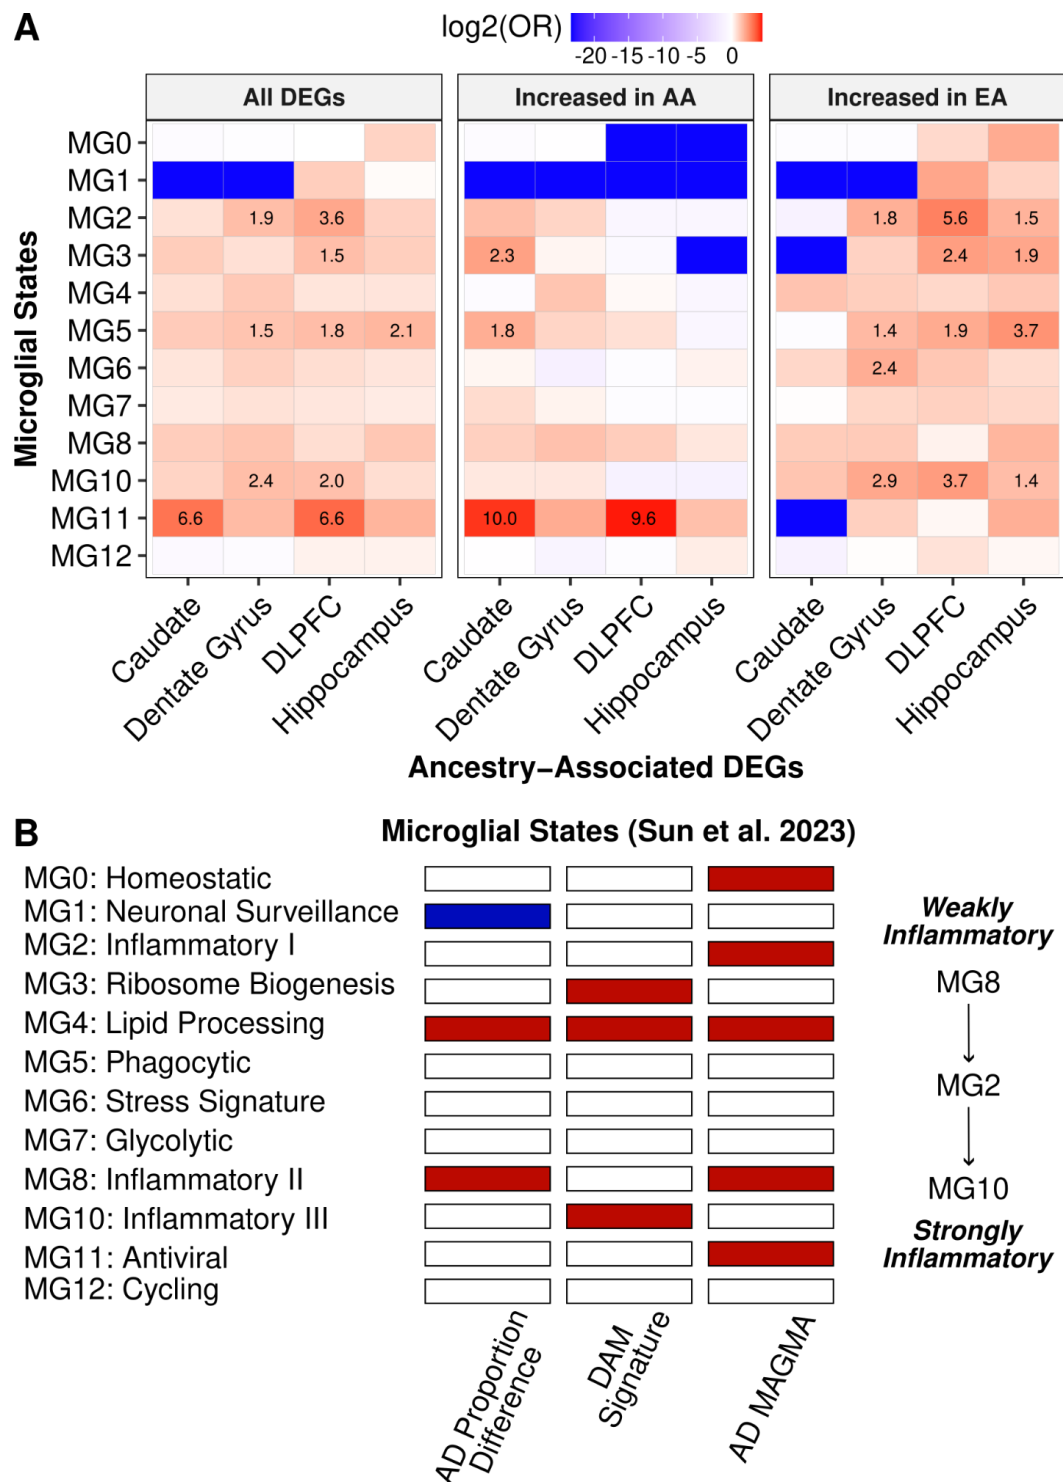 A
log2(OR)
-20 -15 -10 -5 0
All DEGs
Increased in AA
Increased in EA
Microglial States
MG0
MG1
MG2 1.9 3.6 1.8 5.6 1.5
MG3 1.5 2.3 2.4 1.9
MG4
MG5 1.5 1.8 2.1 1.8 1.4 1.9 3.7
MG6 2.4
MG7
MG8
MG10 2.4 2.0 2.9 3.7 1.4
MG11 6.6 6.6 10.0 9.6
MG12
Caudate
Dentate Gyrus
DLPFC
Hippocampus
Caudate
Dentate Gyrus
DLPFC
Hippocampus
Caudate
Dentate Gyrus
DLPFC
Hippocampus
Ancestry−Associated DEGs
B
Microglial States (Sun et al. 2023)
MG0: Homeostatic
MG1: Neuronal Surveillance
MG2: Inflammatory I
MG3: Ribosome Biogenesis
MG4: Lipid Processing
MG5: Phagocytic
MG6: Stress Signature
MG7: Glycolytic
MG8: Inflammatory II
MG10: Inflammatory III
MG11: Antiviral
MG12: Cycling
AD Proportion
Difference
DAM
Signature
AD MAGMA
Weakly
Inflammatory
MG8
MG2
MG10
Strongly
Inflammatory